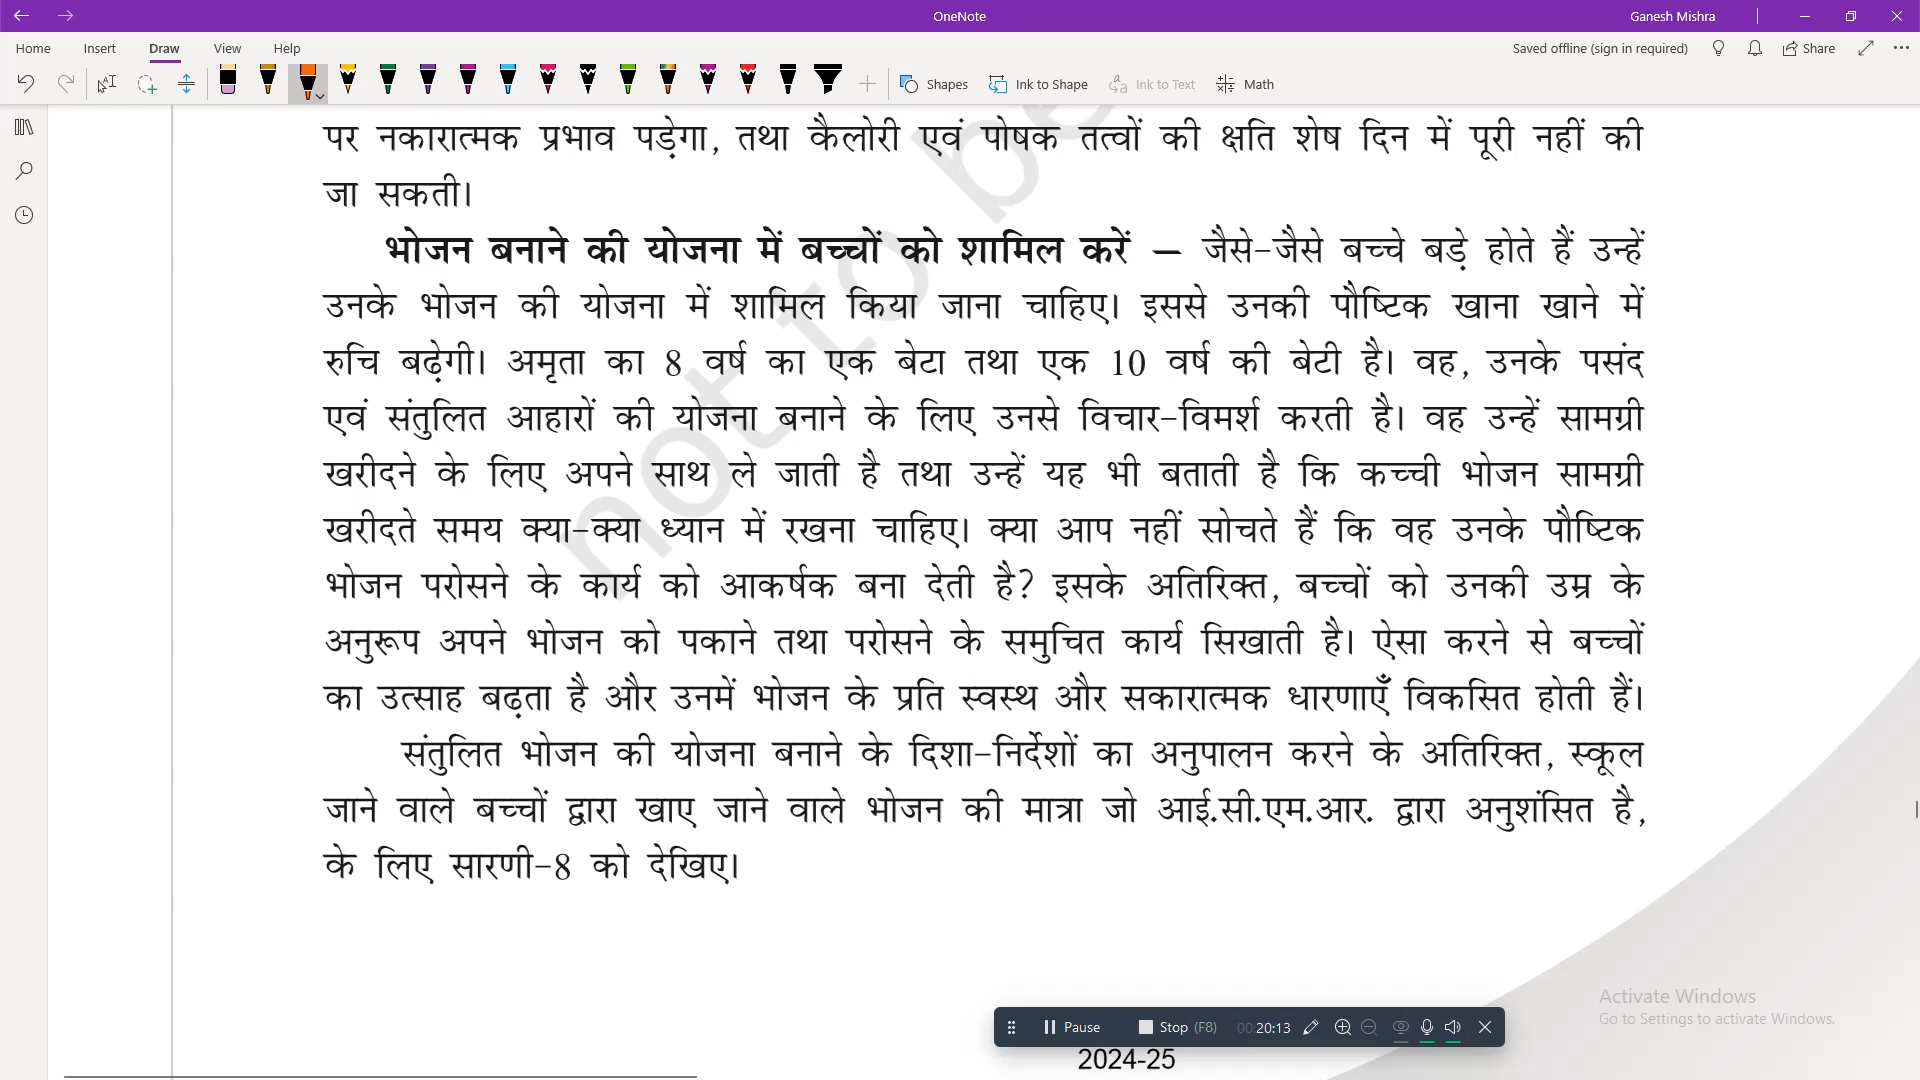 OneNote
Ganesh Mishra
Home Insert Draw View Help
Saved offline (sign in required) Share
Shapes Ink to Shape Ink to Text Math
पर नकारात्मक प्रभाव पड़ेगा, तथा कैलोरी एवं पोषक तत्वों की क्षति शेष दिन में पूरी नहीं की
जा सकती।
भोजन बनाने की योजना में बच्चों को शामिल करें – जैसे-जैसे बच्चे बड़े होते हैं उन्हें
उनके भोजन की योजना में शामिल किया जाना चाहिए। इससे उनकी पौष्टिक खाना खाने में
रुचि बढ़ेगी। अमृता का 8 वर्ष का एक बेटा तथा एक 10 वर्ष की बेटी है। वह, उनके पसंद
एवं संतुलित आहारों की योजना बनाने के लिए उनसे विचार-विमर्श करती है। वह उन्हें सामग्री
खरीदने के लिए अपने साथ ले जाती है तथा उन्हें यह भी बताती है कि कच्ची भोजन सामग्री
खरीदते समय क्या-क्या ध्यान में रखना चाहिए। क्या आप नहीं सोचते हैं कि वह उनके पौष्टिक
भोजन परोसने के कार्य को आकर्षक बना देती है? इसके अतिरिक्त, बच्चों को उनकी उम्र के
अनुरूप अपने भोजन को पकाने तथा परोसने के समुचित कार्य सिखाती है। ऐसा करने से बच्चों
का उत्साह बढ़ता है और उनमें भोजन के प्रति स्वस्थ और सकारात्मक धारणाएँ विकसित होती हैं।
संतुलित भोजन की योजना बनाने के दिशा-निर्देशों का अनुपालन करने के अतिरिक्त, स्कूल
जाने वाले बच्चों द्वारा खाए जाने वाले भोजन की मात्रा जो आई.सी.एम.आर. द्वारा अनुशंसित है,
के लिए सारणी-8 को देखिए।
not to be
Activate Windows
Go to Settings to activate Windows.
Pause Stop (F8) 00:20:13
2024-25